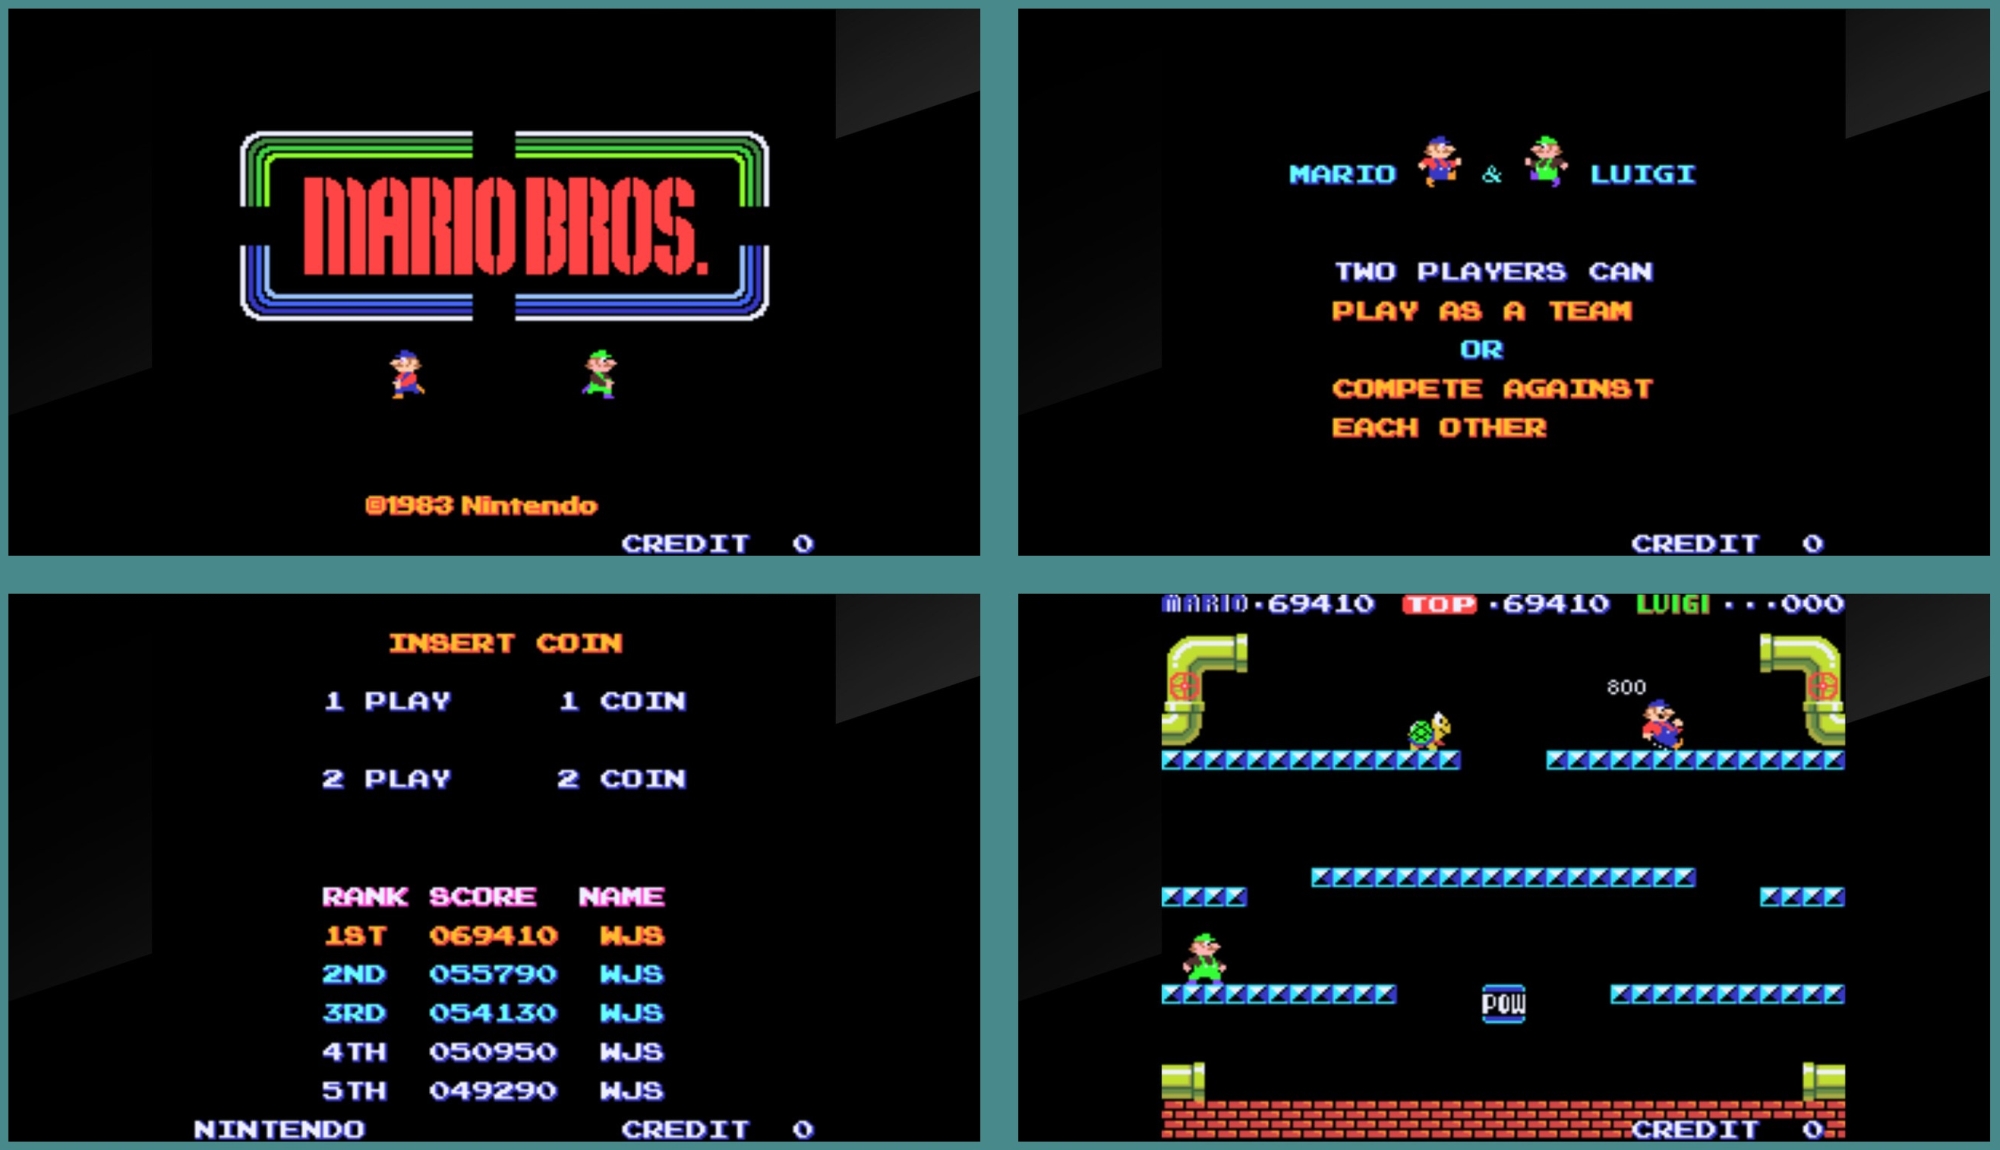 MARIO BROS.
©1983 Nintendo
CREDIT 0
MARIO & LUIGI
TWO PLAYERS CAN
PLAY AS A TEAM
OR
COMPETE AGAINST
EACH OTHER
CREDIT 0
INSERT COIN
1 PLAY 1 COIN
2 PLAY 2 COIN
RANK SCORE NAME
1ST 069410 WJS
2ND 055790 WJS
3RD 054130 WJS
4TH 050950 WJS
5TH 049290 WJS
NINTENDO CREDIT 0
MARIO·69410 TOP ·69410 LUIGI ···000
800
POW
CREDIT 0